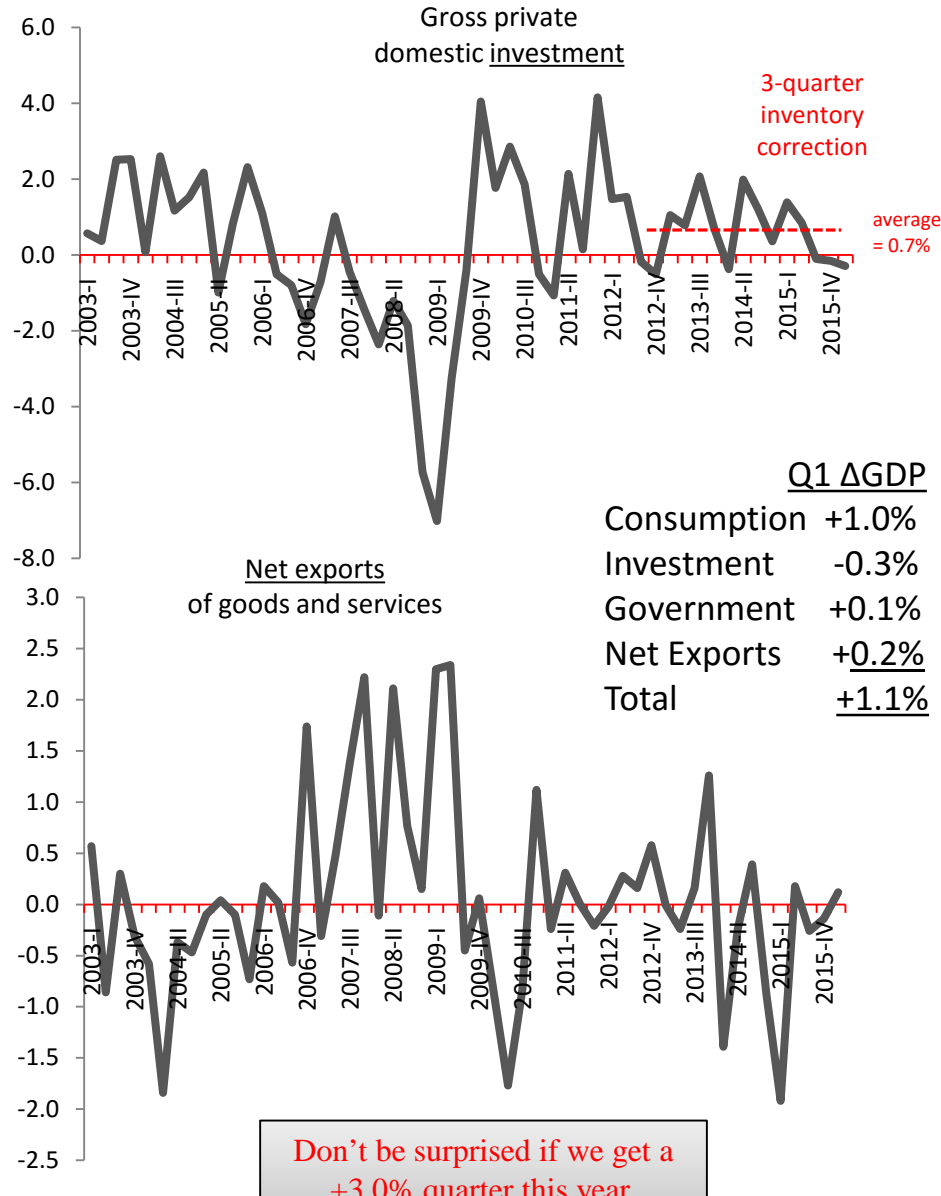 Gross private
domestic investment
6.0
4.0
2.0
0.0
-2.0
-4.0
-6.0
-8.0
3-quarter
inventory
correction
average
= 0.7%
2003-I
2003-IV
2004-III
2005-II
2006-I
2006-IV
2007-III
2008-II
2009-I
2009-IV
2010-III
2011-II
2012-I
2012-IV
2013-III
2014-II
2015-I
2015-IV
Q1 ΔGDP
Consumption +1.0%
Investment -0.3%
Government +0.1%
Net Exports +0.2%
Total +1.1%
Net exports
of goods and services
3.0
2.5
2.0
1.5
1.0
0.5
0.0
-0.5
-1.0
-1.5
-2.0
-2.5
2003-I
2003-IV
2004-III
2005-II
2006-I
2006-IV
2007-III
2008-II
2009-I
2009-IV
2010-III
2011-II
2012-I
2012-IV
2013-III
2014-II
2015-I
2015-IV
Don't be surprised if we get a
+3.0% quarter this year